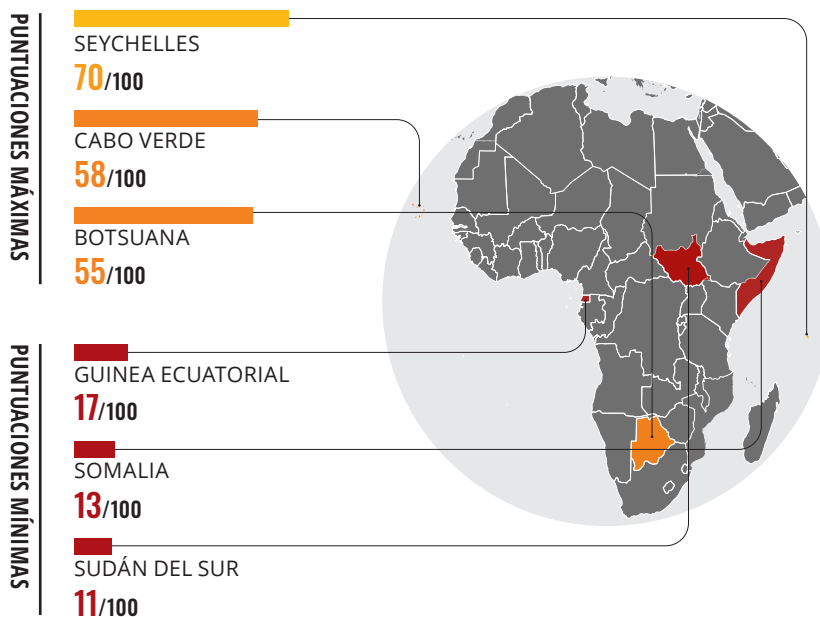 PUNTUACIONES MÁXIMAS
SEYCHELLES
70/100
CABO VERDE
58/100
BOTSUANA
55/100
PUNTUACIONES MÍNIMAS
GUINEA ECUATORIAL
17/100
SOMALIA
13/100
SUDÁN DEL SUR
11/100